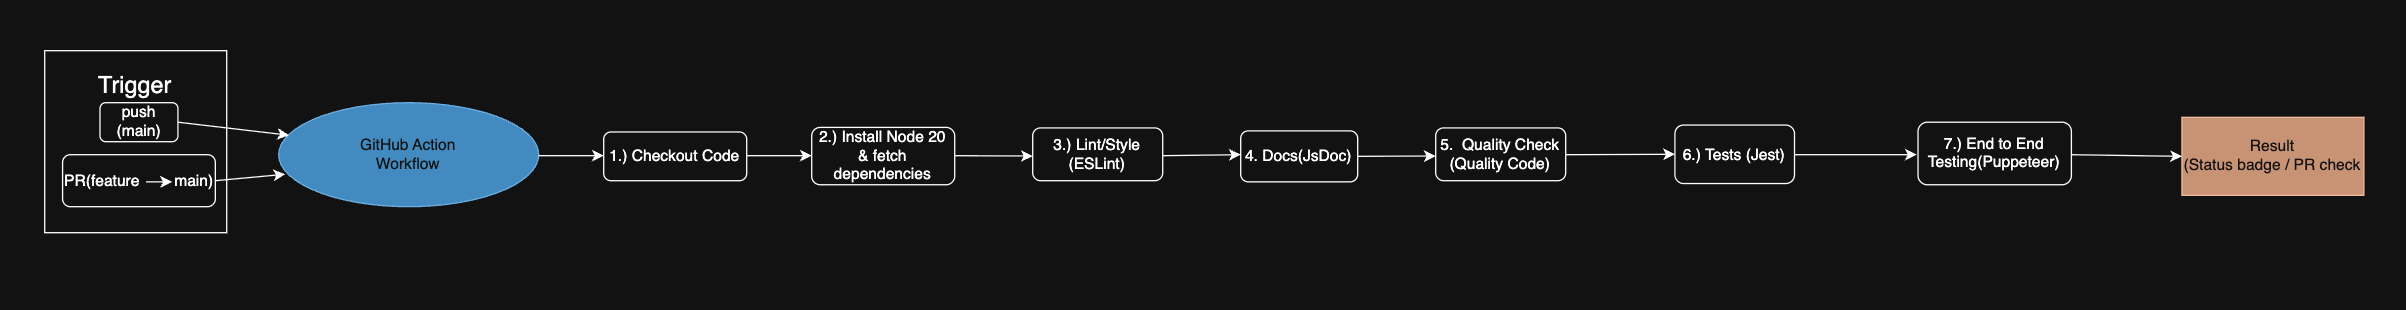 Trigger
push
(main)
PR(feature → main)
GitHub Action
Workflow
1.) Checkout Code
2.) Install Node 20
& fetch
dependencies
3.) Lint/Style
(ESLint)
4. Docs(JsDoc)
5.  Quality Check
(Quality Code)
6.) Tests (Jest)
7.) End to End
Testing(Puppeteer)
Result
(Status badge / PR check